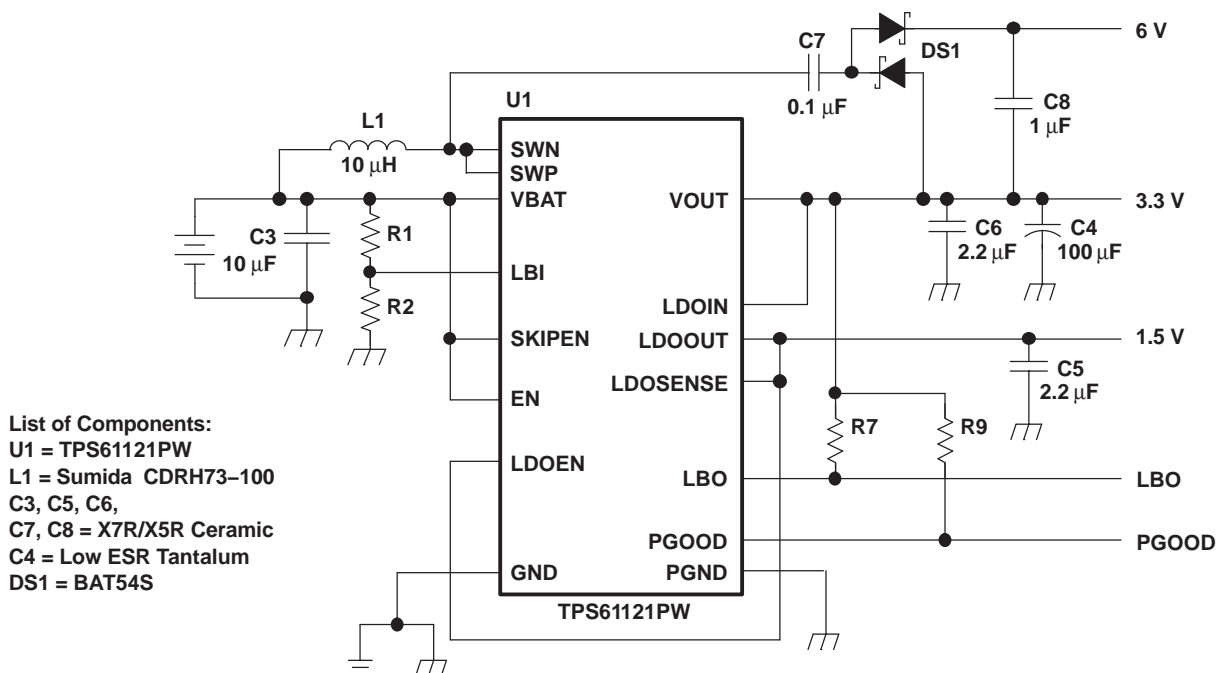 6 V
C7
DS1
U1
0.1 μF
C8
1 μF
L1
10 μH
SWN
SWP
VBAT
VOUT
3.3 V
C3
10 μF
R1
C6
2.2 μF
C4
100 μF
LBI
R2
LDOIN
SKIPEN
LDOOUT
1.5 V
C5
2.2 μF
LDOSENSE
EN
R7
R9
List of Components:
U1 = TPS61121PW
L1 = Sumida CDRH73–100
C3, C5, C6,
C7, C8 = X7R/X5R Ceramic
C4 = Low ESR Tantalum
DS1 = BAT54S
LDOEN
LBO
LBO
PGOOD
PGOOD
GND
PGND
TPS61121PW